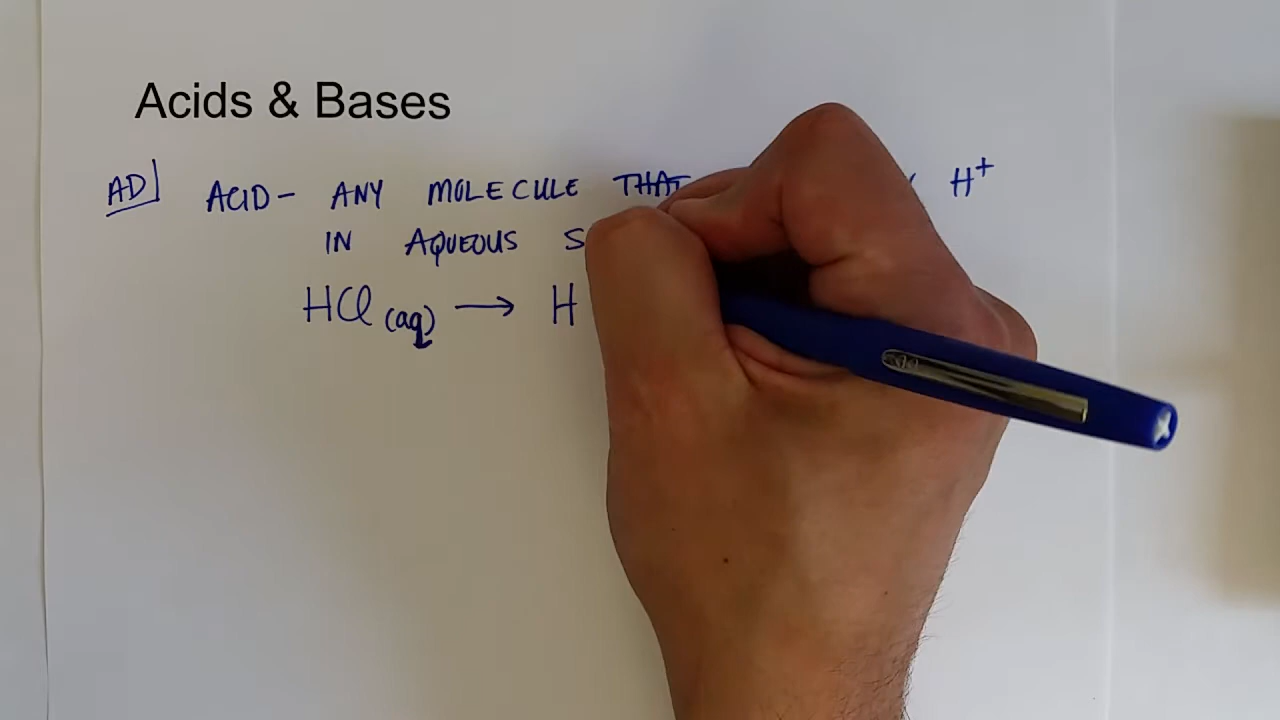 Acids & Bases
AD ACID- ANY MOLECULE THAT H⁺
IN AQUEOUS
HCl (aq) → H